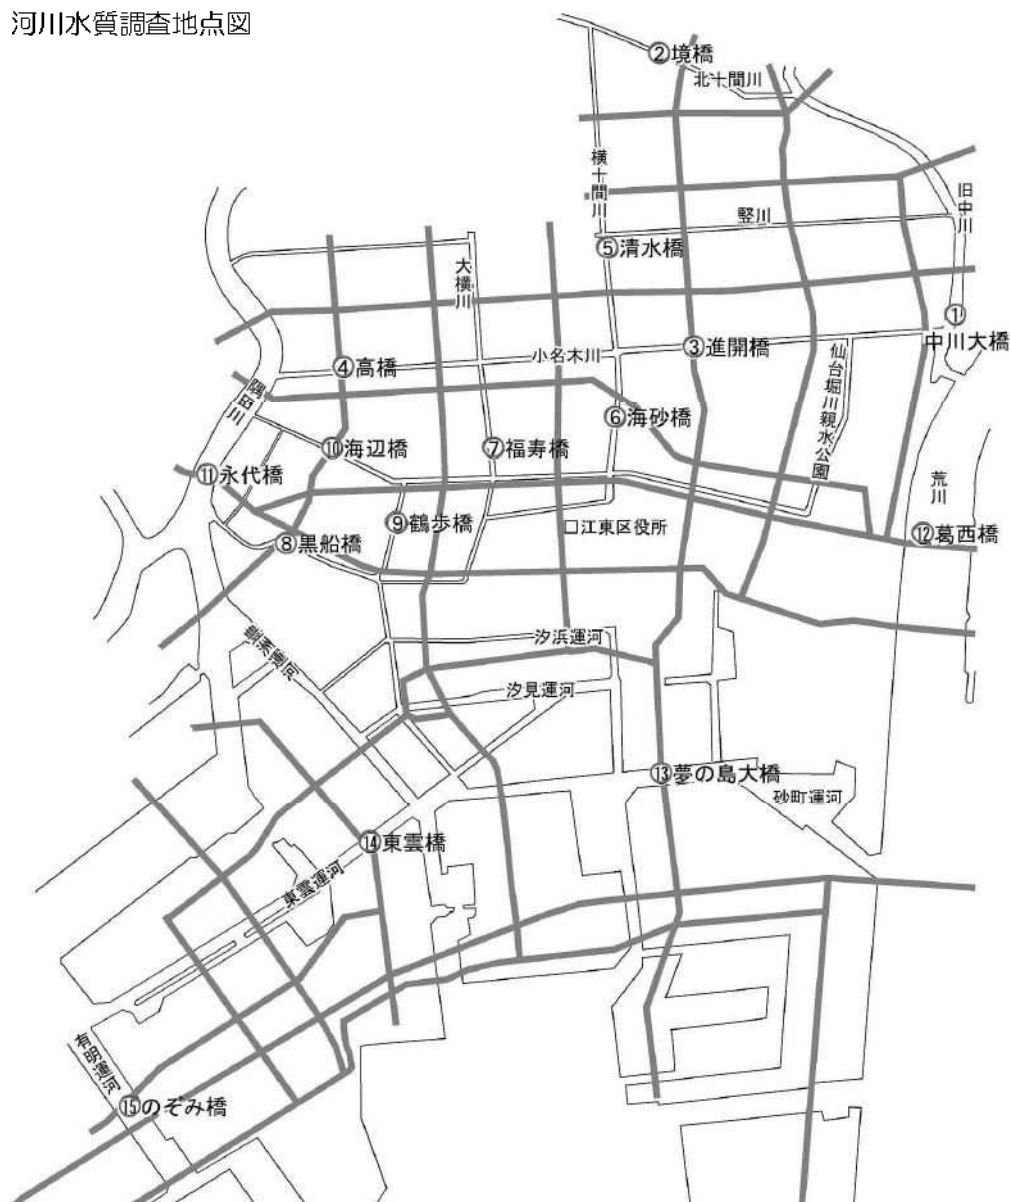 河川水質調査地点図
②境橋
北十間川
横十間川
旧中川
竪川
⑤清水橋
大横川
①
中川大橋
③進開橋
小名木川
④高橋
仙台堀川親水公園
隅田川
⑥海砂橋
⑩海辺橋
⑦福寿橋
⑪永代橋
荒川
⑨鶴歩橋
□江東区役所
⑫葛西橋
⑧黒船橋
汐浜運河
豊洲運河
汐見運河
⑬夢の島大橋
砂町運河
⑭東雲橋
東雲運河
有明運河
⑮のぞみ橋